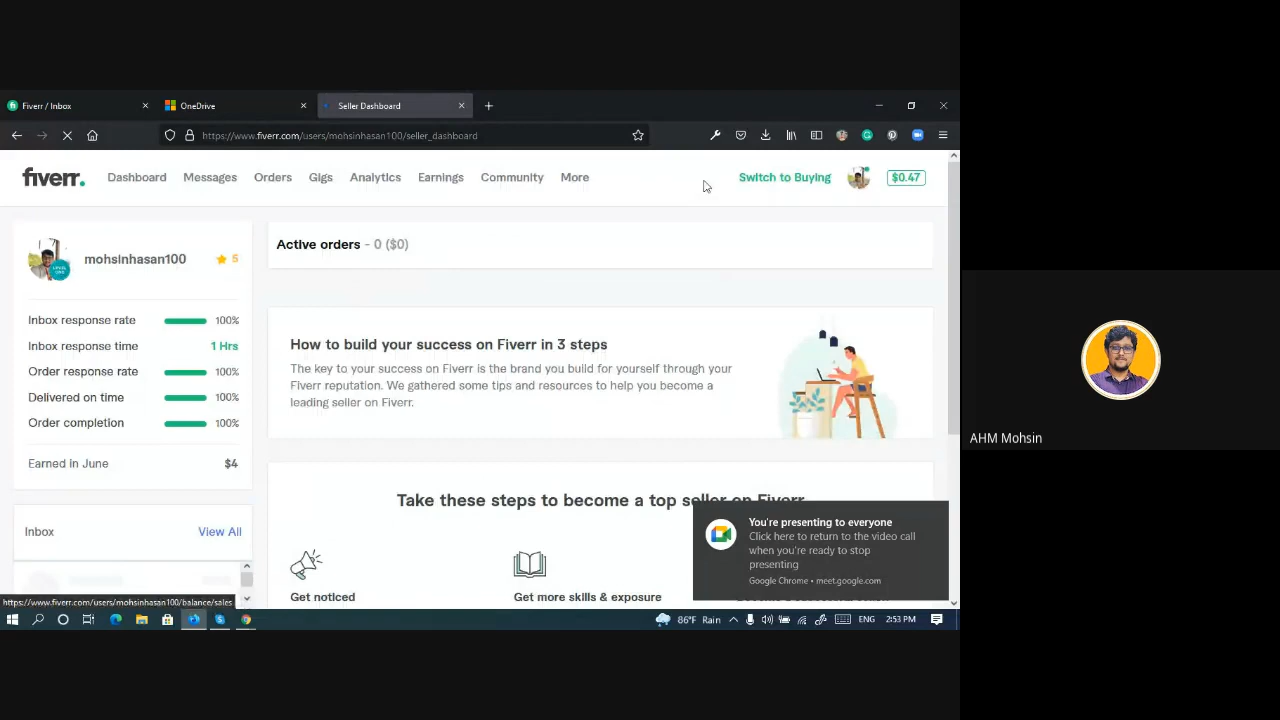 Fiverr / Inbox
OneDrive
Seller Dashboard
https://www.fiverr.com/users/mohsinhasan100/seller_dashboard
fiverr.
Dashboard
Messages
Orders
Gigs
Analytics
Earnings
Community
More
Switch to Buying
$0.47
mohsinhasan100
5
Inbox response rate 100%
Inbox response time 1 Hrs
Order response rate 100%
Delivered on time 100%
Order completion 100%
Earned in June $4
Inbox View All
Active orders - 0 ($0)
How to build your success on Fiverr in 3 steps
The key to your success on Fiverr is the brand you build for yourself through your
Fiverr reputation. We gathered some tips and resources to help you become a
leading seller on Fiverr.
Take these steps to become a top seller on Fiverr
Get noticed
Get more skills & exposure
You're presenting to everyone
Click here to return to the video call
when you're ready to stop
presenting
Google Chrome • meet.google.com
https://www.fiverr.com/users/mohsinhasan100/balance/sales
86°F Rain
ENG
2:53 PM
AHM Mohsin